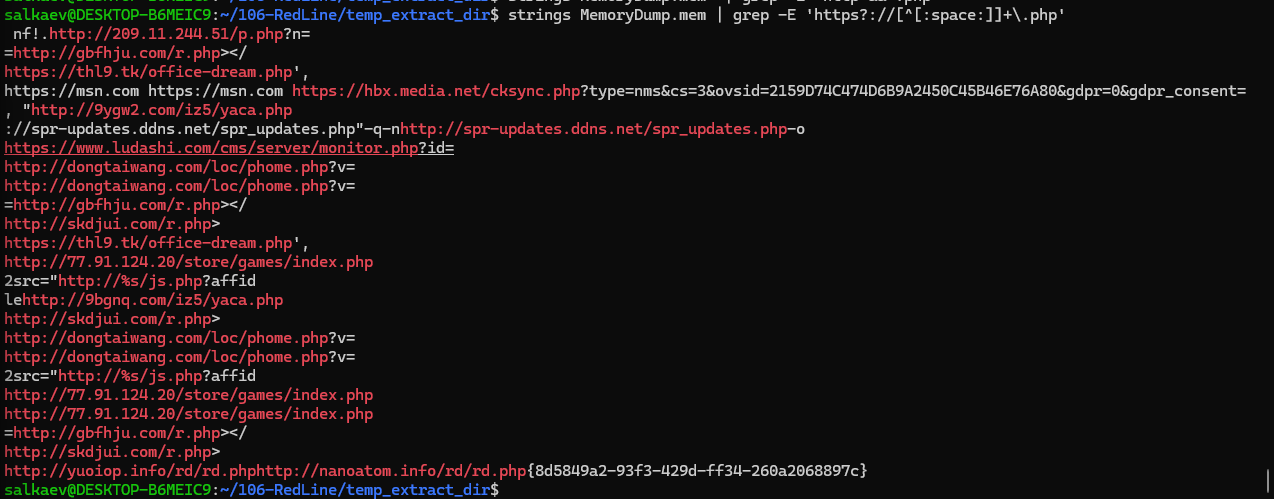 salkaev@DESKTOP-B6MEIC9:~/106-RedLine/temp_extract_dir$ strings MemoryDump.mem | grep -E 'https?://[^[:space:]]+\.php'
nf!.http://209.11.244.51/p.php?n=
=http://gbfhju.com/r.php></
https://thl9.tk/office-dream.php',
https://msn.com https://msn.com https://hbx.media.net/cksync.php?type=nms&cs=3&ovsid=2159D74C474D6B9A2450C45B46E76A80&gdpr=0&gdpr_consent=
, "http://9ygw2.com/iz5/yaca.php
://spr-updates.ddns.net/spr_updates.php"-q-nhttp://spr-updates.ddns.net/spr_updates.php-o
https://www.ludashi.com/cms/server/monitor.php?id=
http://dongtaiwang.com/loc/phome.php?v=
http://dongtaiwang.com/loc/phome.php?v=
=http://gbfhju.com/r.php></
http://skdjui.com/r.php>
https://thl9.tk/office-dream.php',
http://77.91.124.20/store/games/index.php
2src="http://%s/js.php?affid
lehttp://9bgnq.com/iz5/yaca.php
http://skdjui.com/r.php>
http://dongtaiwang.com/loc/phome.php?v=
http://dongtaiwang.com/loc/phome.php?v=
2src="http://%s/js.php?affid
http://77.91.124.20/store/games/index.php
http://77.91.124.20/store/games/index.php
=http://gbfhju.com/r.php></
http://skdjui.com/r.php>
http://yuoiop.info/rd/rd.phphttp://nanoatom.info/rd/rd.php{8d5849a2-93f3-429d-ff34-260a2068897c}
salkaev@DESKTOP-B6MEIC9:~/106-RedLine/temp_extract_dir$